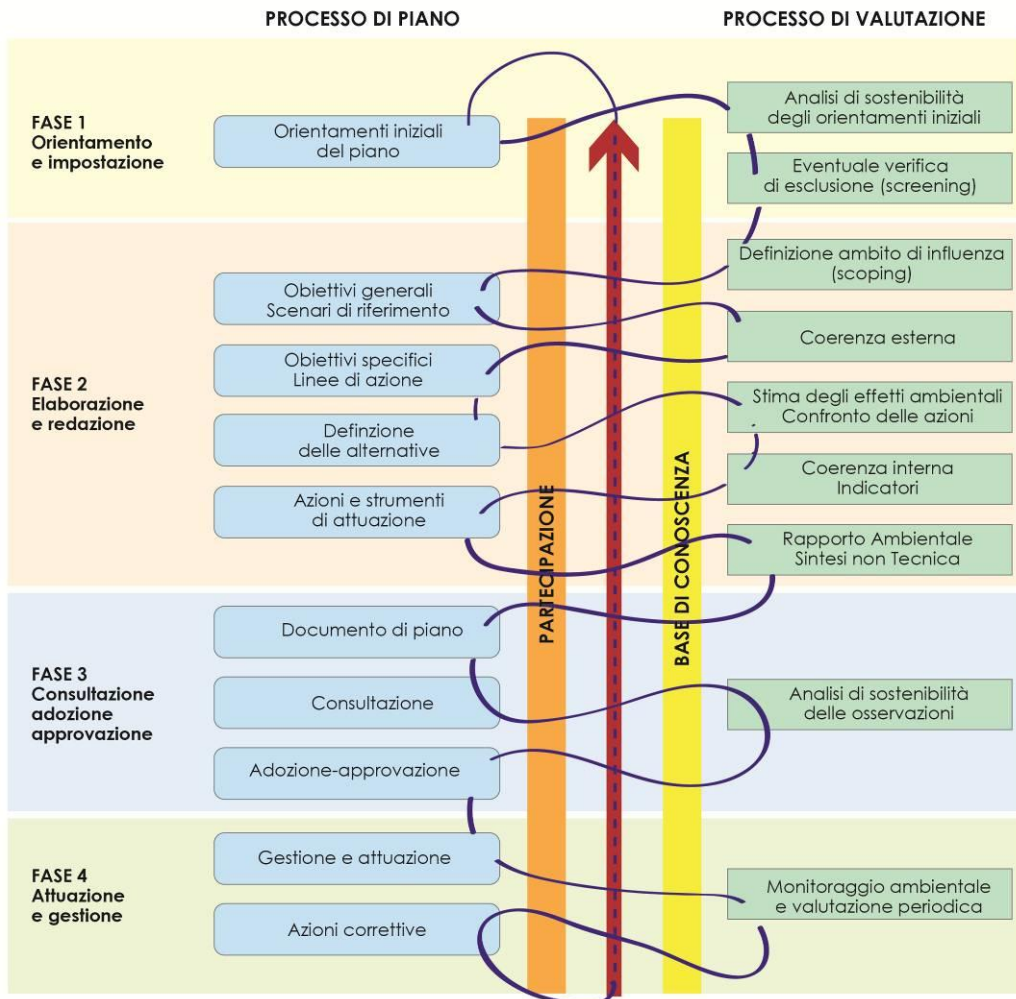 PROCESSO DI PIANO
PROCESSO DI VALUTAZIONE
FASE 1
Orientamento
e impostazione
Orientamenti iniziali
del piano
Analisi di sostenibilità
degli orientamenti iniziali
Eventuale verifica
di esclusione (screening)
FASE 2
Elaborazione
e redazione
Obiettivi generali
Scenari di riferimento
Obiettivi specifici
Linee di azione
Definzione
delle alternative
Azioni e strumenti
di attuazione
Definizione ambito di influenza
(scoping)
Coerenza esterna
Stima degli effetti ambientali
Confronto delle azioni
Coerenza interna
Indicatori
Rapporto Ambientale
Sintesi non Tecnica
PARTECIPAZIONE
BASE DI CONOSCENZA
FASE 3
Consultazione
adozione
approvazione
Documento di piano
Consultazione
Adozione-approvazione
Analisi di sostenibilità
delle osservazioni
FASE 4
Attuazione
e gestione
Gestione e attuazione
Azioni correttive
Monitoraggio ambientale
e valutazione periodica